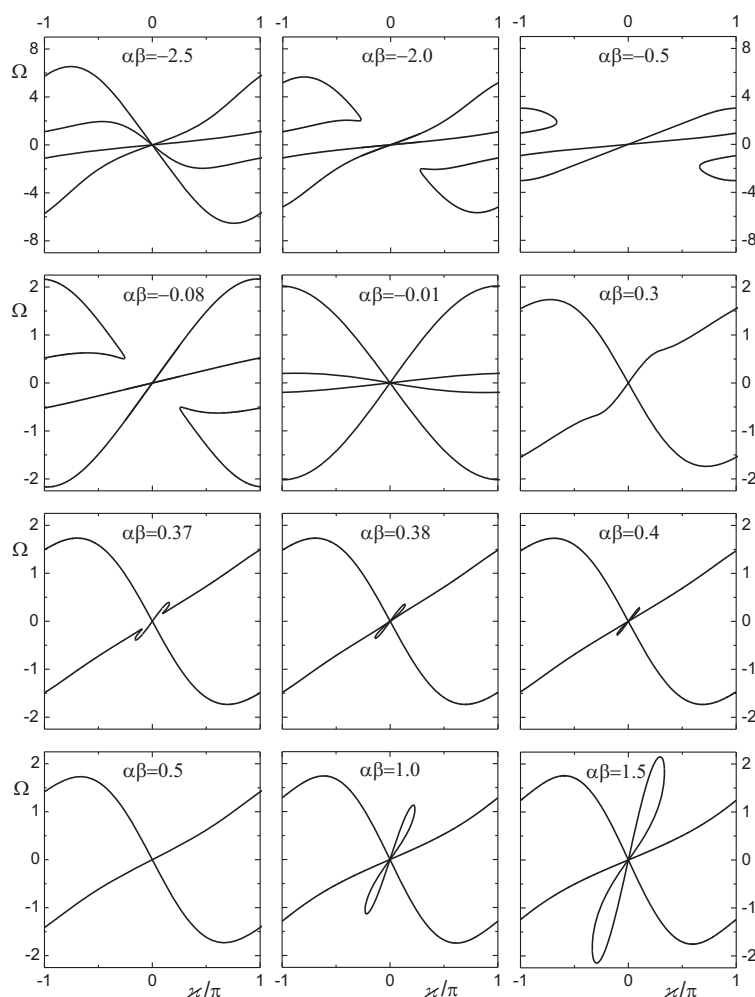 -1 0 1 -1 0 1 -1 0 1
Ω 8 4 0 -4 -8 αβ=−2.5 αβ=−2.0 αβ=−0.5 8 4 0 -4 -8
Ω 2 1 0 -1 -2 αβ=−0.08 αβ=−0.01 αβ=0.3 2 1 0 -1 -2
Ω 2 1 0 -1 -2 αβ=0.37 αβ=0.38 αβ=0.4 2 1 0 -1 -2
Ω 2 1 0 -1 -2 αβ=0.5 αβ=1.0 αβ=1.5 2 1 0 -1 -2
-1 0 ϰ/π 1 -1 0 ϰ/π 1 -1 0 ϰ/π 1